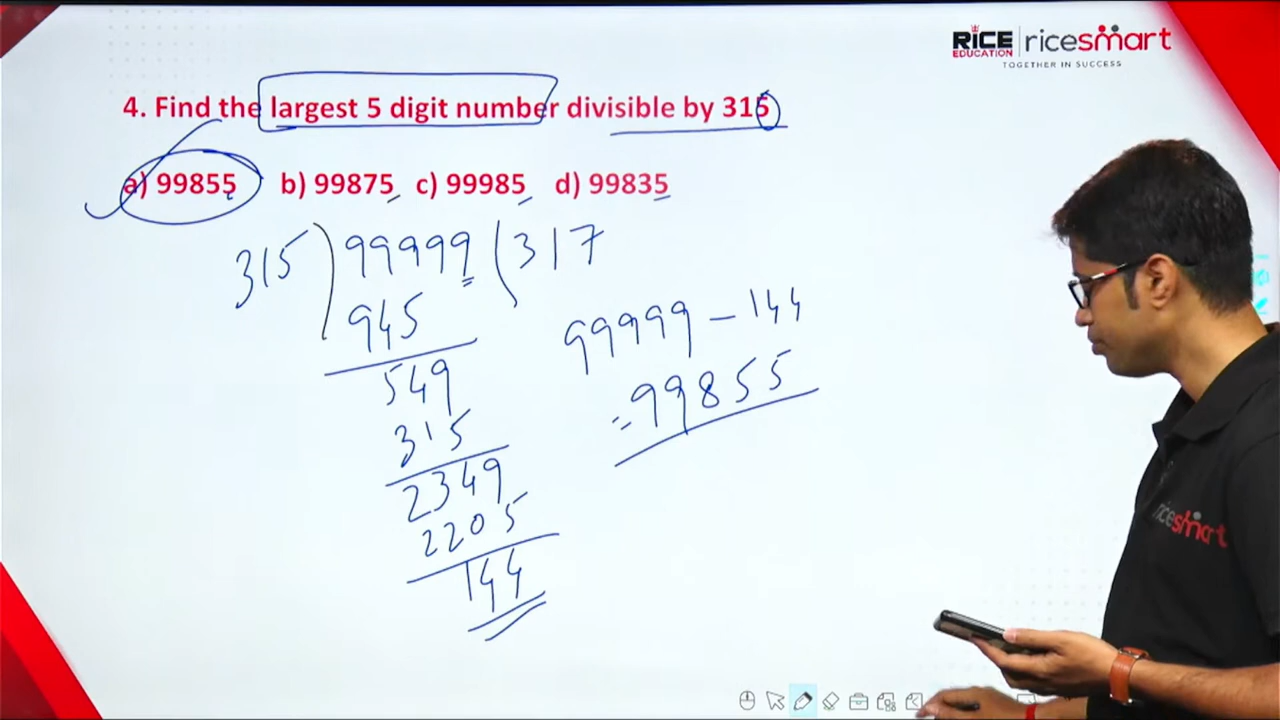 RICE EDUCATION | ricesmart
TOGETHER IN SUCCESS
4. Find the largest 5 digit number divisible by 315
a) 99855 b) 99875 c) 99985 d) 99835
315 ) 99999 ( 317
945
549
315
2349
2205
144
99999 - 144
= 99855
ricesmart